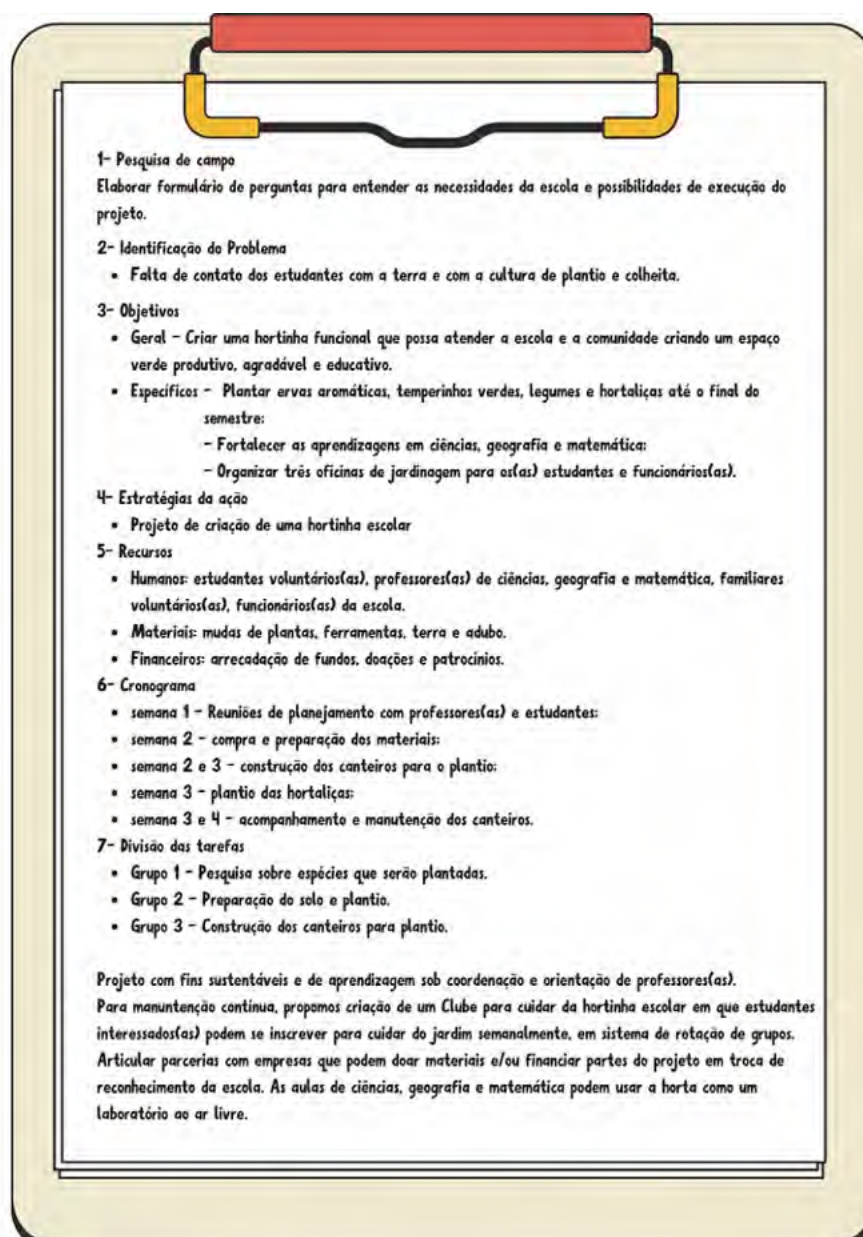 1- Pesquisa de campo
Elaborar formulário de perguntas para entender as necessidades da escola e possibilidades de execução do
projeto.
2- Identificação do Problema
• Falta de contato dos estudantes com a terra e com a cultura de plantio e colheita.
3- Objetivos
• Geral - Criar uma hortinha funcional que possa atender a escola e a comunidade criando um espaço
verde produtivo, agradável e educativo.
• Específicos - Plantar ervas aromáticas, temperinhos verdes, legumes e hortaliças até o final do
semestre;
- Fortalecer as aprendizagens em ciências, geografia e matemática;
- Organizar três oficinas de jardinagem para os(as) estudantes e funcionários(as).
4- Estratégias da ação
• Projeto de criação de uma hortinha escolar
5- Recursos
• Humanos: estudantes voluntários(as), professores(as) de ciências, geografia e matemática, familiares
voluntários(as), funcionários(as) da escola.
• Materiais: mudas de plantas, ferramentas, terra e adubo.
• Financeiros: arrecadação de fundos, doações e patrocínios.
6- Cronograma
• semana 1 - Reuniões de planejamento com professores(as) e estudantes;
• semana 2 - compra e preparação dos materiais;
• semana 2 e 3 - construção dos canteiros para o plantio;
• semana 3 - plantio das hortaliças;
• semana 3 e 4 - acompanhamento e manutenção dos canteiros.
7- Divisão das tarefas
• Grupo 1 - Pesquisa sobre espécies que serão plantadas.
• Grupo 2 - Preparação do solo e plantio.
• Grupo 3 - Construção dos canteiros para plantio.
Projeto com fins sustentáveis e de aprendizagem sob coordenação e orientação de professores(as).
Para manuntenção contínua, propomos criação de um Clube para cuidar da hortinha escolar em que estudantes
interessados(as) podem se inscrever para cuidar do jardim semanalmente, em sistema de rotação de grupos.
Articular parcerias com empresas que podem doar materiais e/ou financiar partes do projeto em troca de
reconhecimento da escola. As aulas de ciências, geografia e matemática podem usar a horta como um
laboratório ao ar livre.